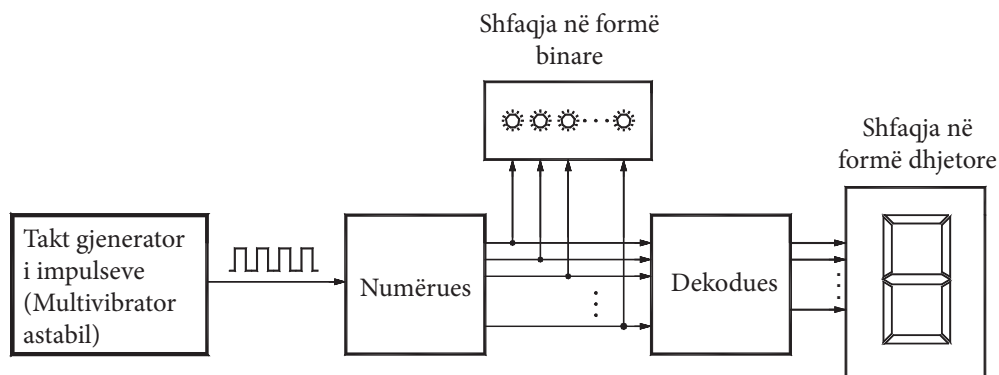 Shfaqja në formë
binare
Shfaqja në
formë dhjetore
Takt gjenerator
i impulseve
(Multivibrator
astabil)
Numërues
Dekodues